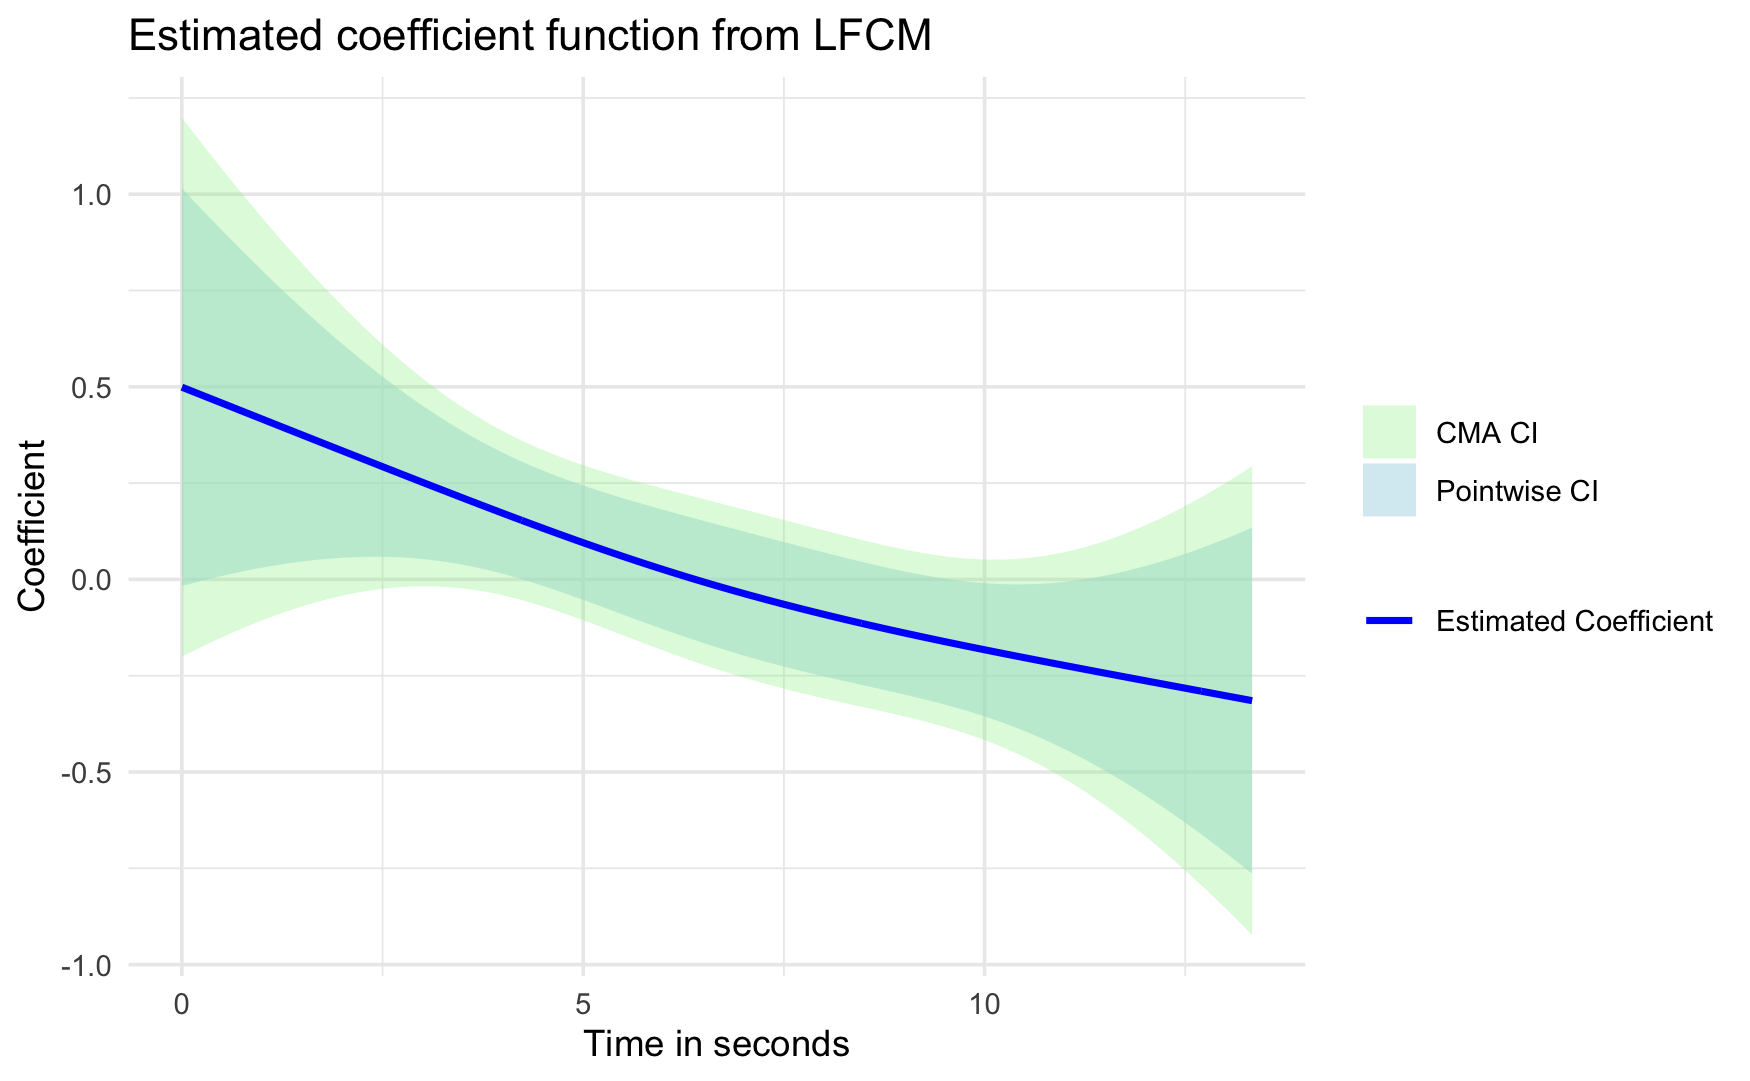 Estimated coefficient function from LFCM
Coefficient
1.0
0.5
0.0
-0.5
-1.0
0
5
10
Time in seconds
CMA CI
Pointwise CI
Estimated Coefficient